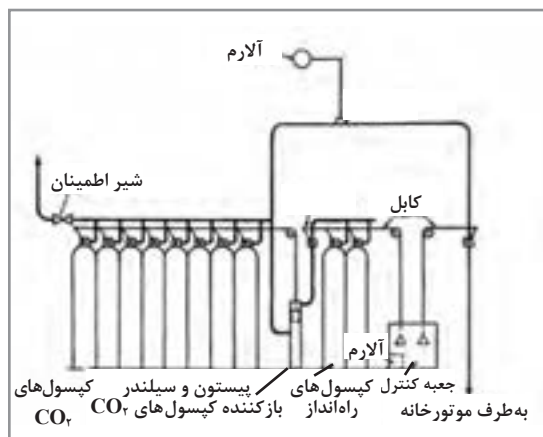 آلارم
شیر اطمینان
کابل
آلارم
کپسول‌های
CO₂
پیستون و سیلندر
بازکننده کپسول‌های CO₂
کپسول‌های
راه‌انداز
جعبه کنترل
به‌طرف موتورخانه